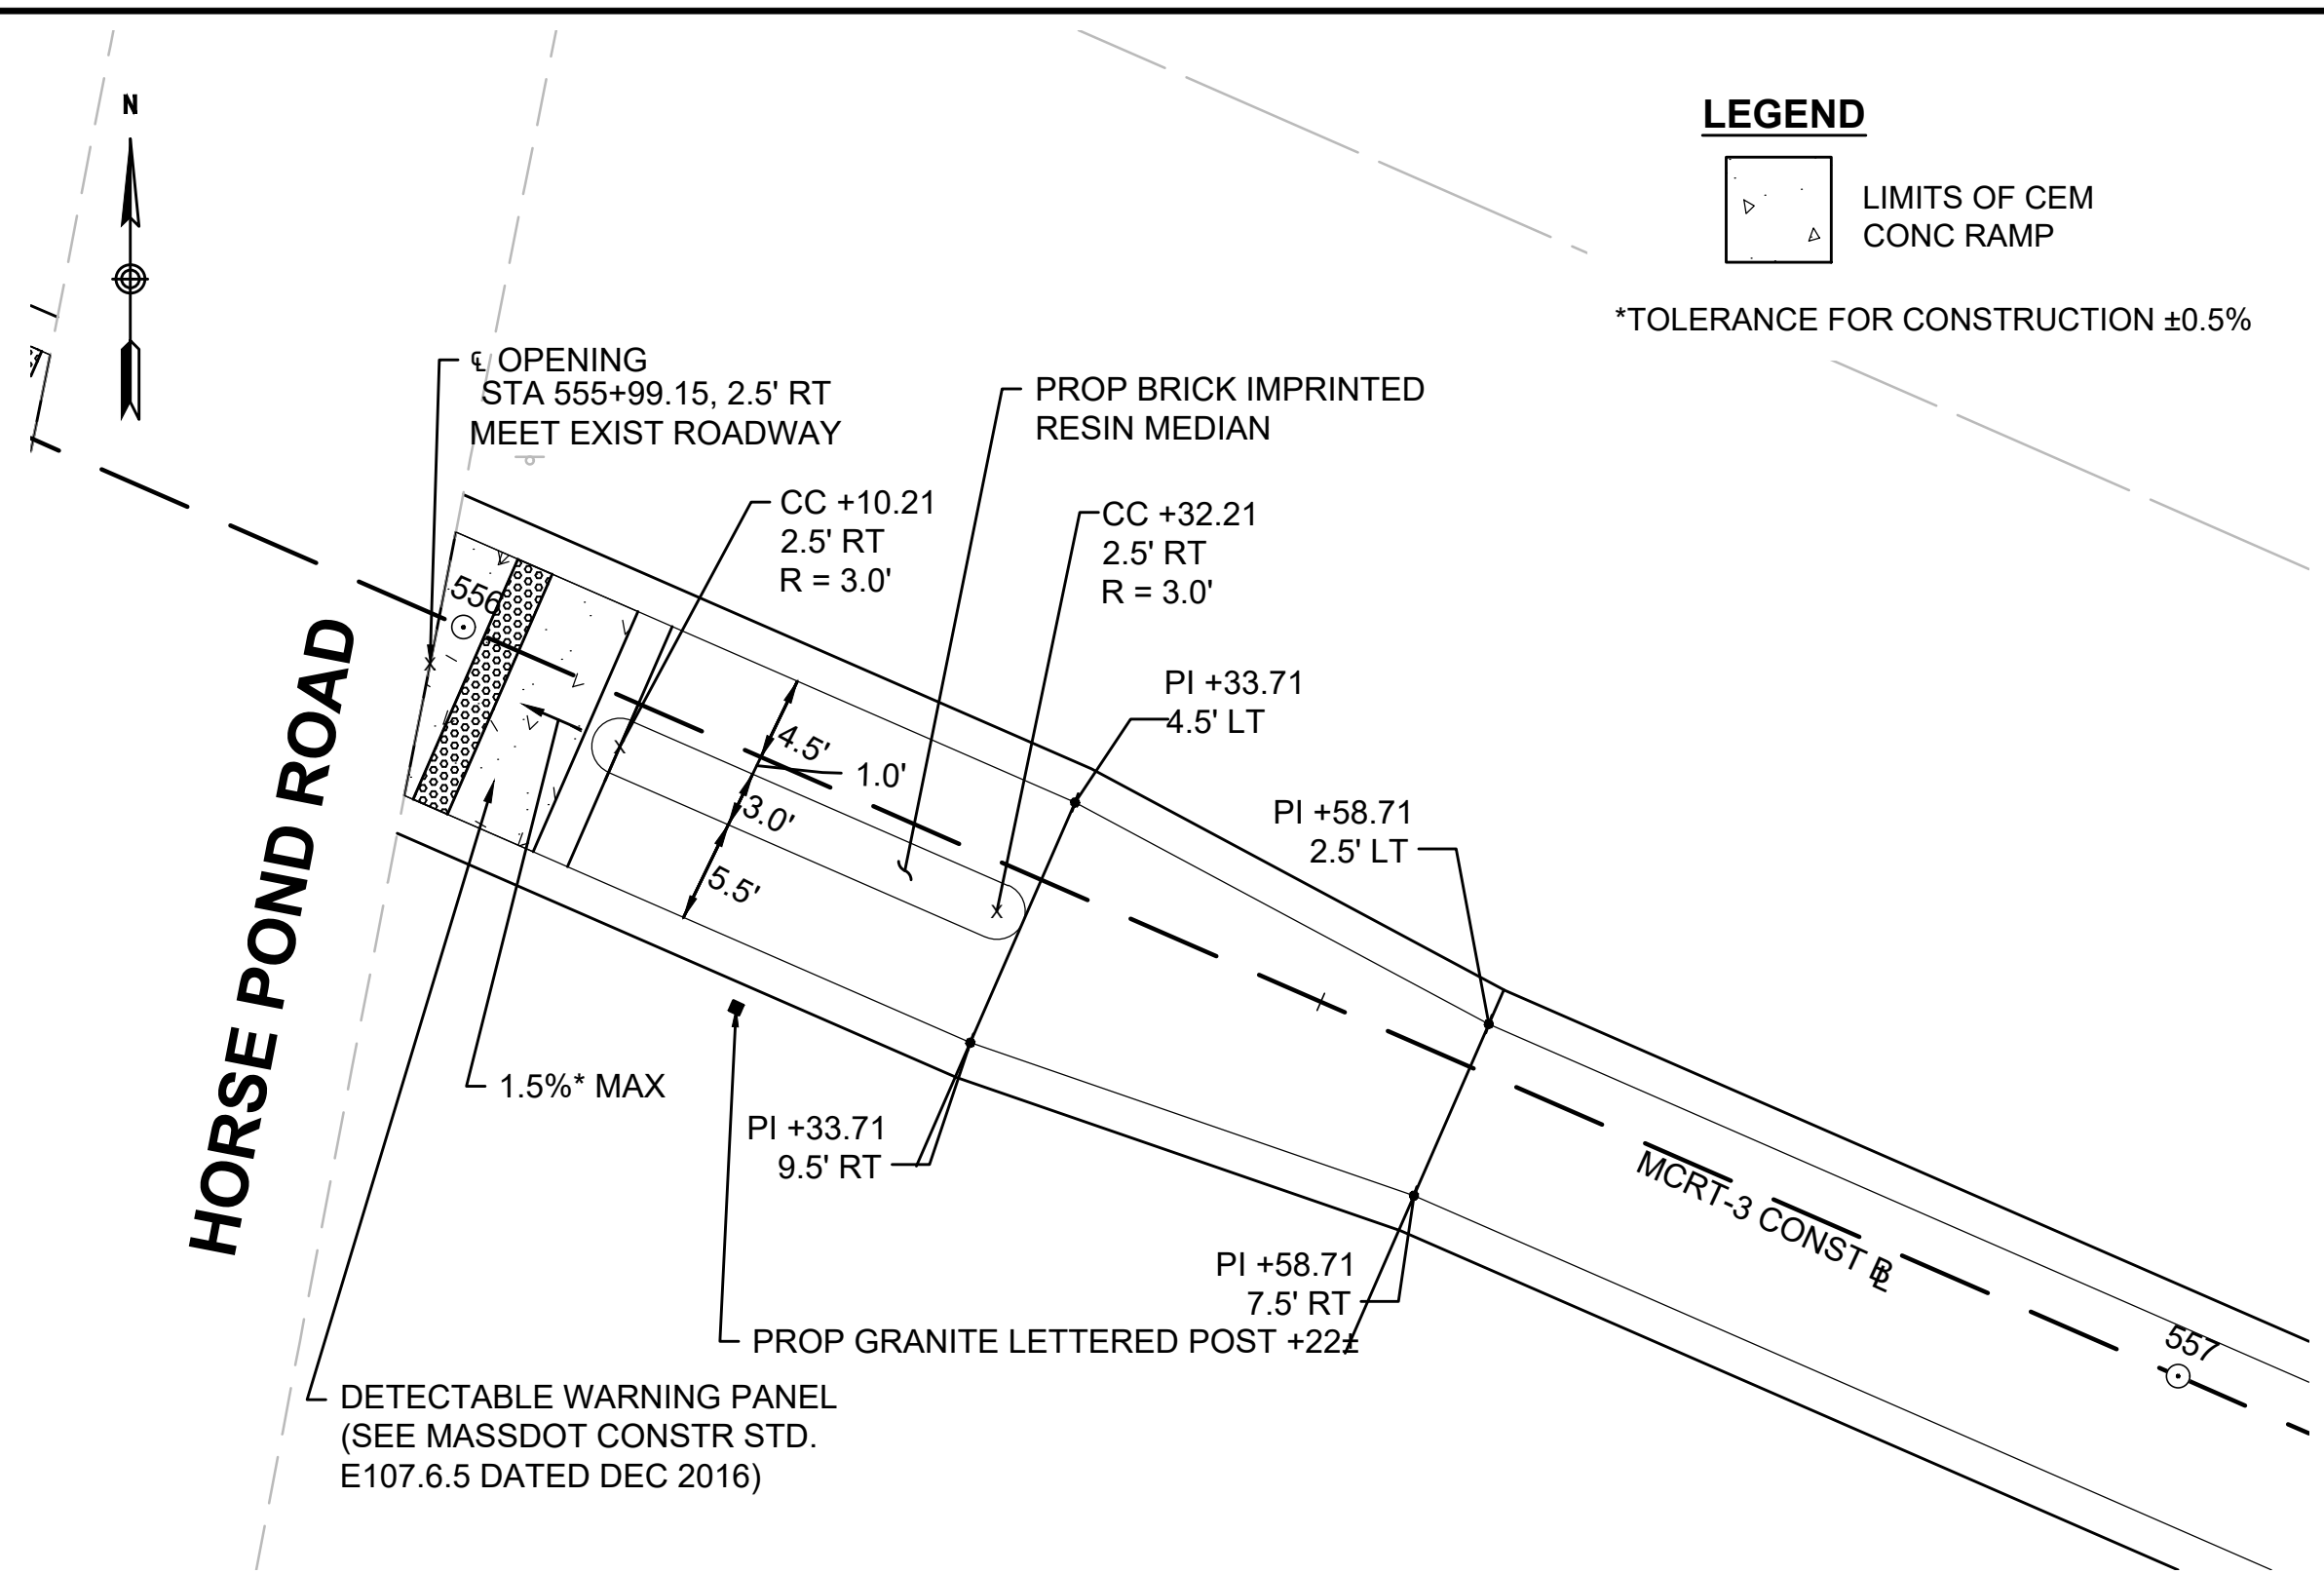 N
LEGEND
LIMITS OF CEM
CONC RAMP
*TOLERANCE FOR CONSTRUCTION ±0.5%
℄ OPENING
STA 555+99.15, 2.5' RT
MEET EXIST ROADWAY
PROP BRICK IMPRINTED
RESIN MEDIAN
CC +10.21
2.5' RT
R = 3.0'
CC +32.21
2.5' RT
R = 3.0'
556
HORSE POND ROAD
PI +33.71
4.5' LT
4.5'
1.0'
3.0'
5.5'
PI +58.71
2.5' LT
1.5%* MAX
PI +33.71
9.5' RT
MCRT-3 CONST BL
PI +58.71
7.5' RT
PROP GRANITE LETTERED POST +22±
557
DETECTABLE WARNING PANEL
(SEE MASSDOT CONSTR STD.
E107.6.5 DATED DEC 2016)